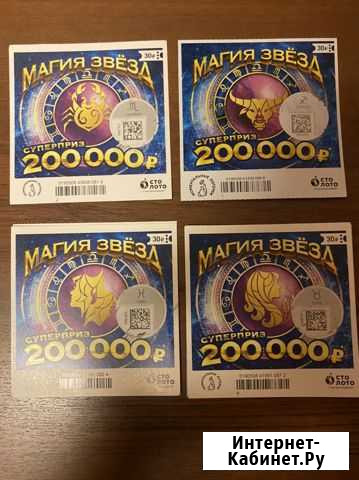 30₽
МАГИЯ ЗВЁЗД
СУПЕРПРИЗ
200.000₽
СТО
ЛОТО
30₽
МАГИЯ ЗВЁЗД
СУПЕРПРИЗ
200.000₽
СТО
ЛОТО
30₽
МАГИЯ ЗВЁЗД
СУПЕРПРИЗ
200.000₽
СТО
ЛОТО
30₽
МАГИЯ ЗВЁЗД
СУПЕРПРИЗ
200.000₽
СТО
ЛОТО
Интернет-
Кабинет.Ру